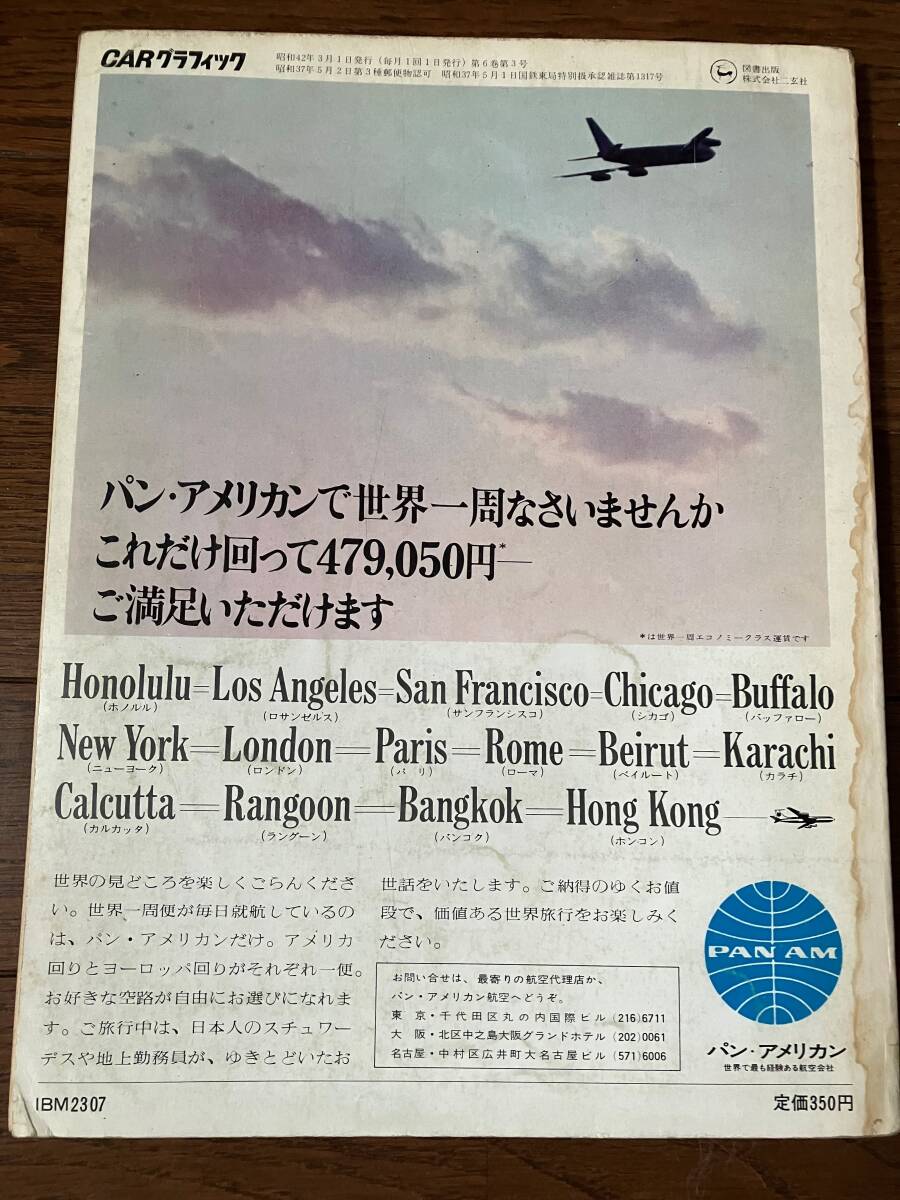 CARグラフィック
昭和42年3月1日発行(毎月1回1日発行)第6巻第3号
昭和37年5月2日第3種郵便物認可 昭和37年5月1日国鉄東局特別扱承認雑誌第1317号
図書出版
株式会社二玄社
パン・アメリカンで世界一周なさいませんか
これだけ回って479,050円*—
ご満足いただけます
*は世界一周エコノミークラス運賃です
Honolulu=Los Angeles=San Francisco=Chicago=Buffalo
(ホノルル) (ロサンゼルス) (サンフランシスコ) (シカゴ) (バッファロー)
New York=London=Paris=Rome=Beirut=Karachi
(ニューヨーク) (ロンドン) (パリ) (ローマ) (ベイルート) (カラチ)
Calcutta=Rangoon=Bangkok=Hong Kong—
(カルカッタ) (ラングーン) (バンコク) (ホンコン)
世界の見どころを楽しくごらんくださ
い。世界一周便が毎日就航しているの
は、パン・アメリカンだけ。アメリカ
回りとヨーロッパ回りがそれぞれ一便。
お好きな空路が自由にお選びになれま
す。ご旅行中は、日本人のスチュワー
デスや地上勤務員が、ゆきとどいたお
世話をいたします。ご納得のゆくお値
段で、価値ある世界旅行をお楽しみく
ださい。
お問い合せは、最寄りの航空代理店か、
パン・アメリカン航空へどうぞ。
東京・千代田区丸の内国際ビル(216)6711
大阪・北区中之島大阪グランドホテル(202)0061
名古屋・中村区広井町大名古屋ビル(571)6006
PAN AM
パン・アメリカン
世界で最も経験ある航空会社
IBM2307
定価350円